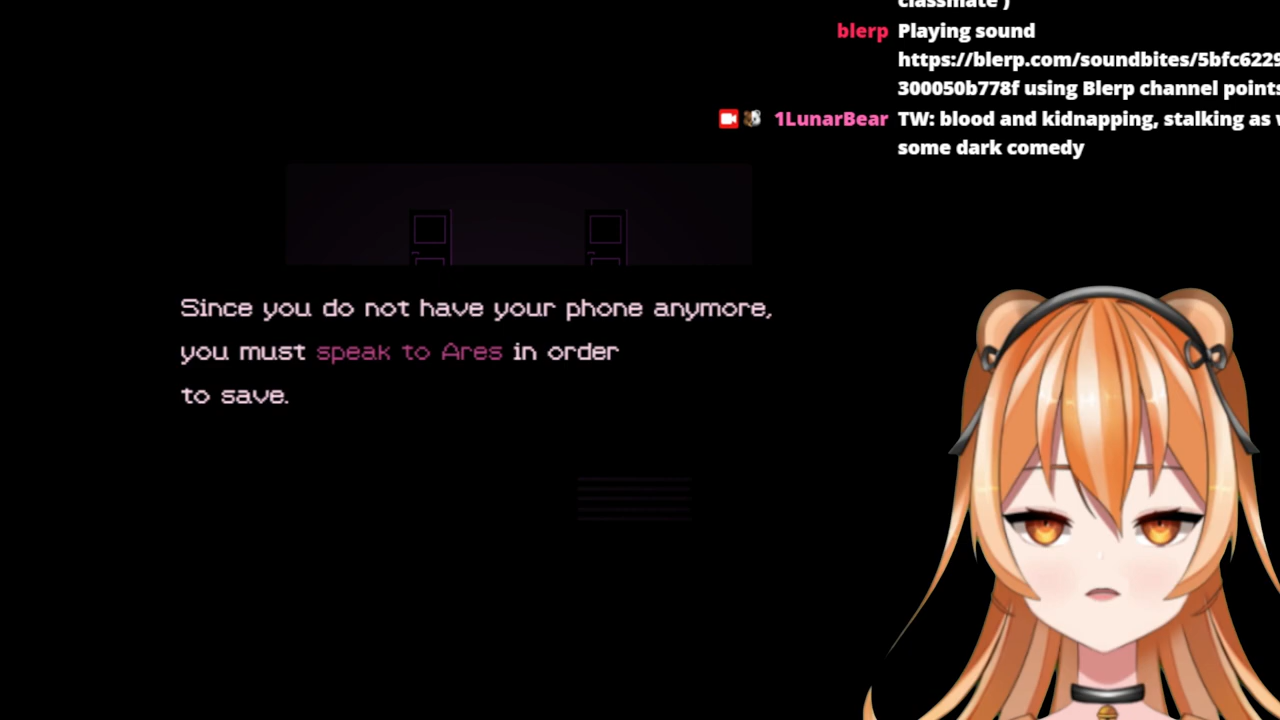 classmate )
blerp Playing sound
https://blerp.com/soundbites/5bfc6229
300050b778f using Blerp channel points
1LunarBear TW: blood and kidnapping, stalking as
some dark comedy
Since you do not have your phone anymore,
you must speak to Ares in order
to save.